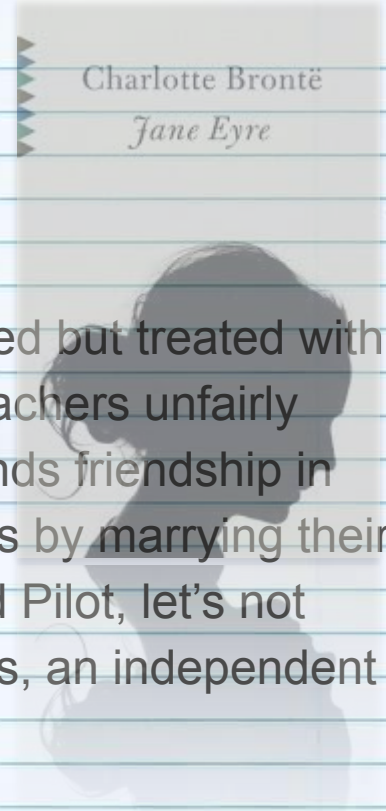 Charlotte Brontë
Jane Eyre
ed but treated with
achers unfairly
nds friendship in
s by marrying their
d Pilot, let’s not
s, an independent